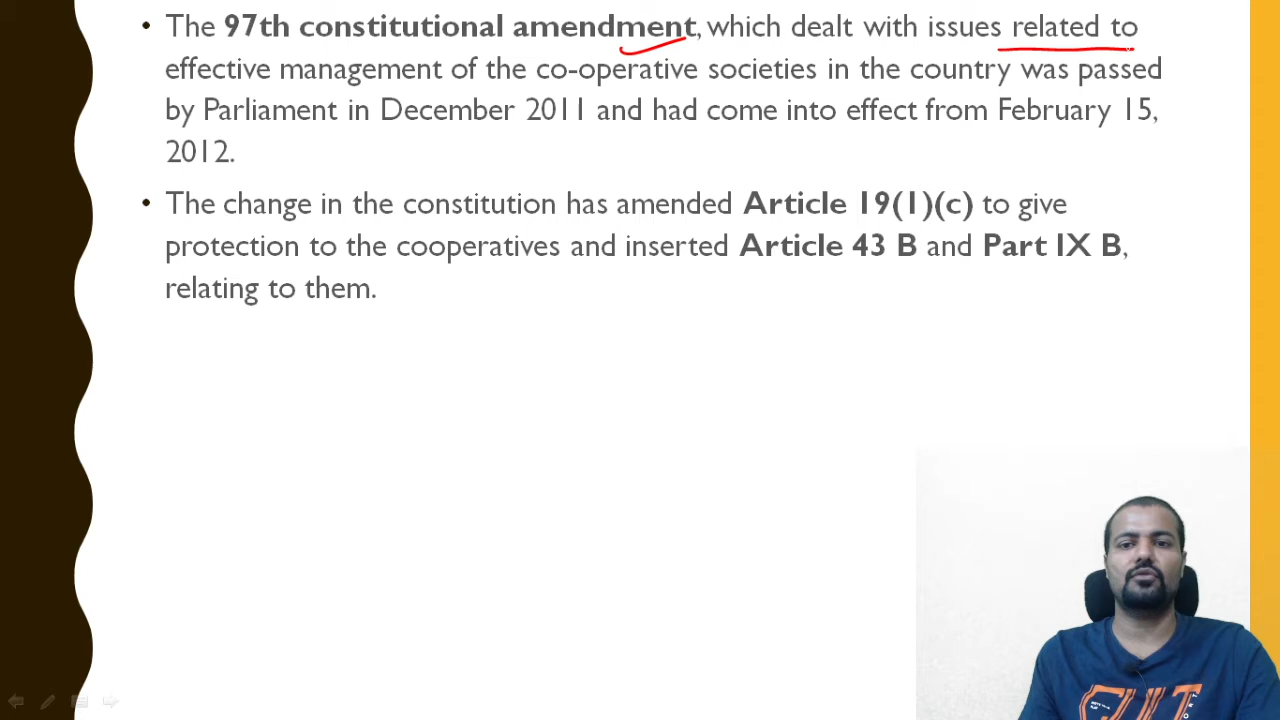 • The 97th constitutional amendment, which dealt with issues related to
effective management of the co-operative societies in the country was passed
by Parliament in December 2011 and had come into effect from February 15,
2012.
• The change in the constitution has amended Article 19(1)(c) to give
protection to the cooperatives and inserted Article 43 B and Part IX B,
relating to them.